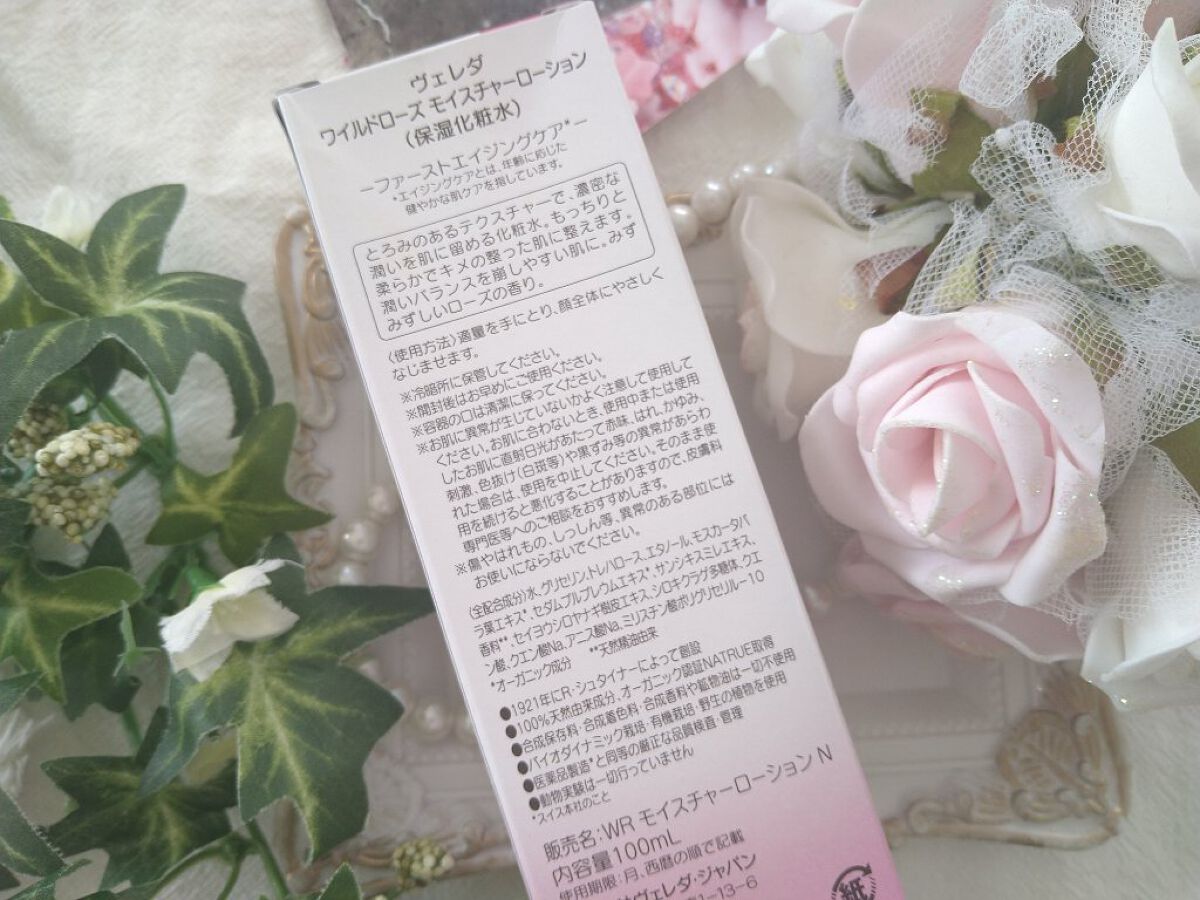 ヴェレダ
ワイルドローズ モイスチャーローション
(保湿化粧水)
−ファーストエイジングケア*−
*エイジングケアとは、年齢に応じた
健やかな肌ケアを指しています。
とろみのあるテクスチャーで、濃密な
潤いを肌に留める化粧水。もっちりと
柔らかでキメの整った肌に整えます。
潤いバランスを崩しやすい肌に。みず
みずしいローズの香り。
〈使用方法〉適量を手にとり、顔全体にやさしく
なじませます。
※冷暗所に保管してください。
※開封後はお早めにご使用ください。
※容器の口は清潔に保ってください。
※お肌に異常が生じていないかよく注意して使用して
ください。お肌に合わないとき、使用中または使用
したお肌に直射日光があたって赤味、はれ、かゆみ、
刺激、色抜け(白斑等)や黒ずみ等の異常があらわ
れた場合は、使用を中止してください。そのまま使
用を続けると悪化することがありますので、皮膚科
専門医等へのご相談をおすすめします。
※傷やはれもの、しっしん等、異常のある部位には
お使いにならないでください。
〈全配合成分〉水、グリセリン、トレハロース、エタノール、モスカータバ
ラ葉エキス*、セダムプルプレウムエキス*、サンシキスミレエキス、
香料**、セイヨウシロヤナギ樹皮エキス、シロキクラゲ多糖体、クエ
ン酸、クエン酸Na、アニス酸Na、ミリスチン酸ポリグリセリル-10
*オーガニック成分 **天然精油由来
●1921年にR・シュタイナーによって創設
●100%天然由来成分、オーガニック認証NATRUE取得
●合成保存料・合成着色料・合成香料や鉱物油は一切不使用
●バイオダイナミック栽培・有機栽培・野生の植物を使用
●医薬品製造*と同等の厳正な品質検査・管理
●動物実験は一切行っていません
*スイス本社のこと
販売名:WR モイスチャーローション N
内容量100mL
使用期限:月、西暦の順で記載
ヴェレダ・ジャパン
1-13-6
紙